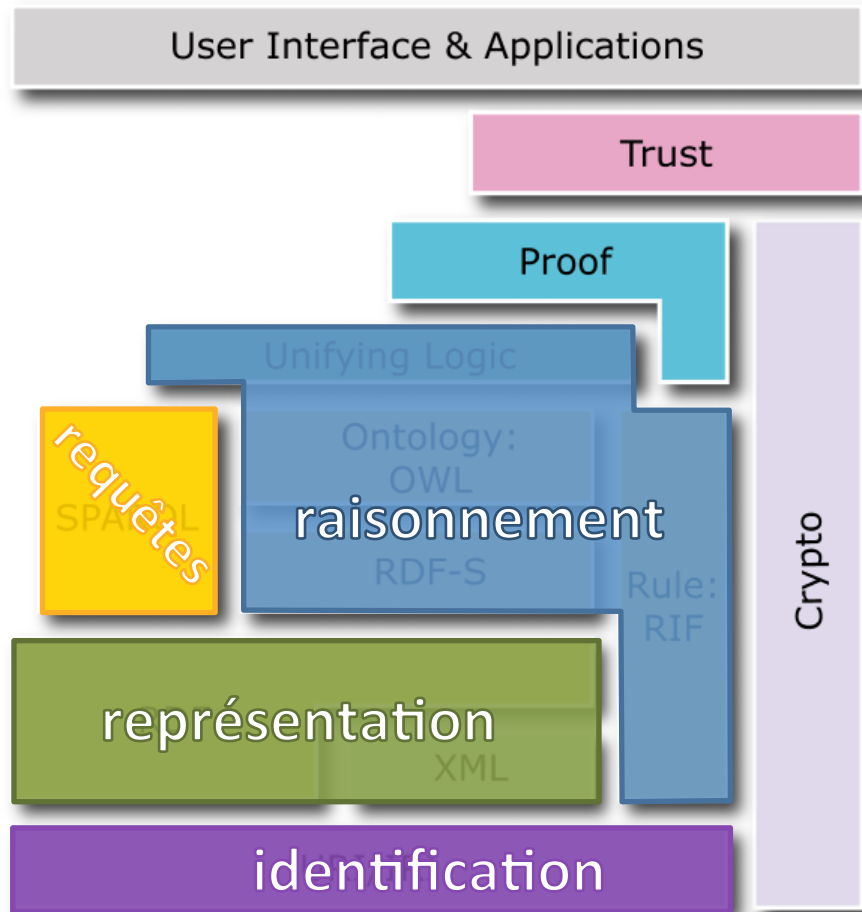 User Interface & Applications
Trust
Proof
Unifying Logic
Ontology:
OWL
requêtes
raisonnement
RDF-S
Rule:
RIF
Crypto
représentation
XML
identification